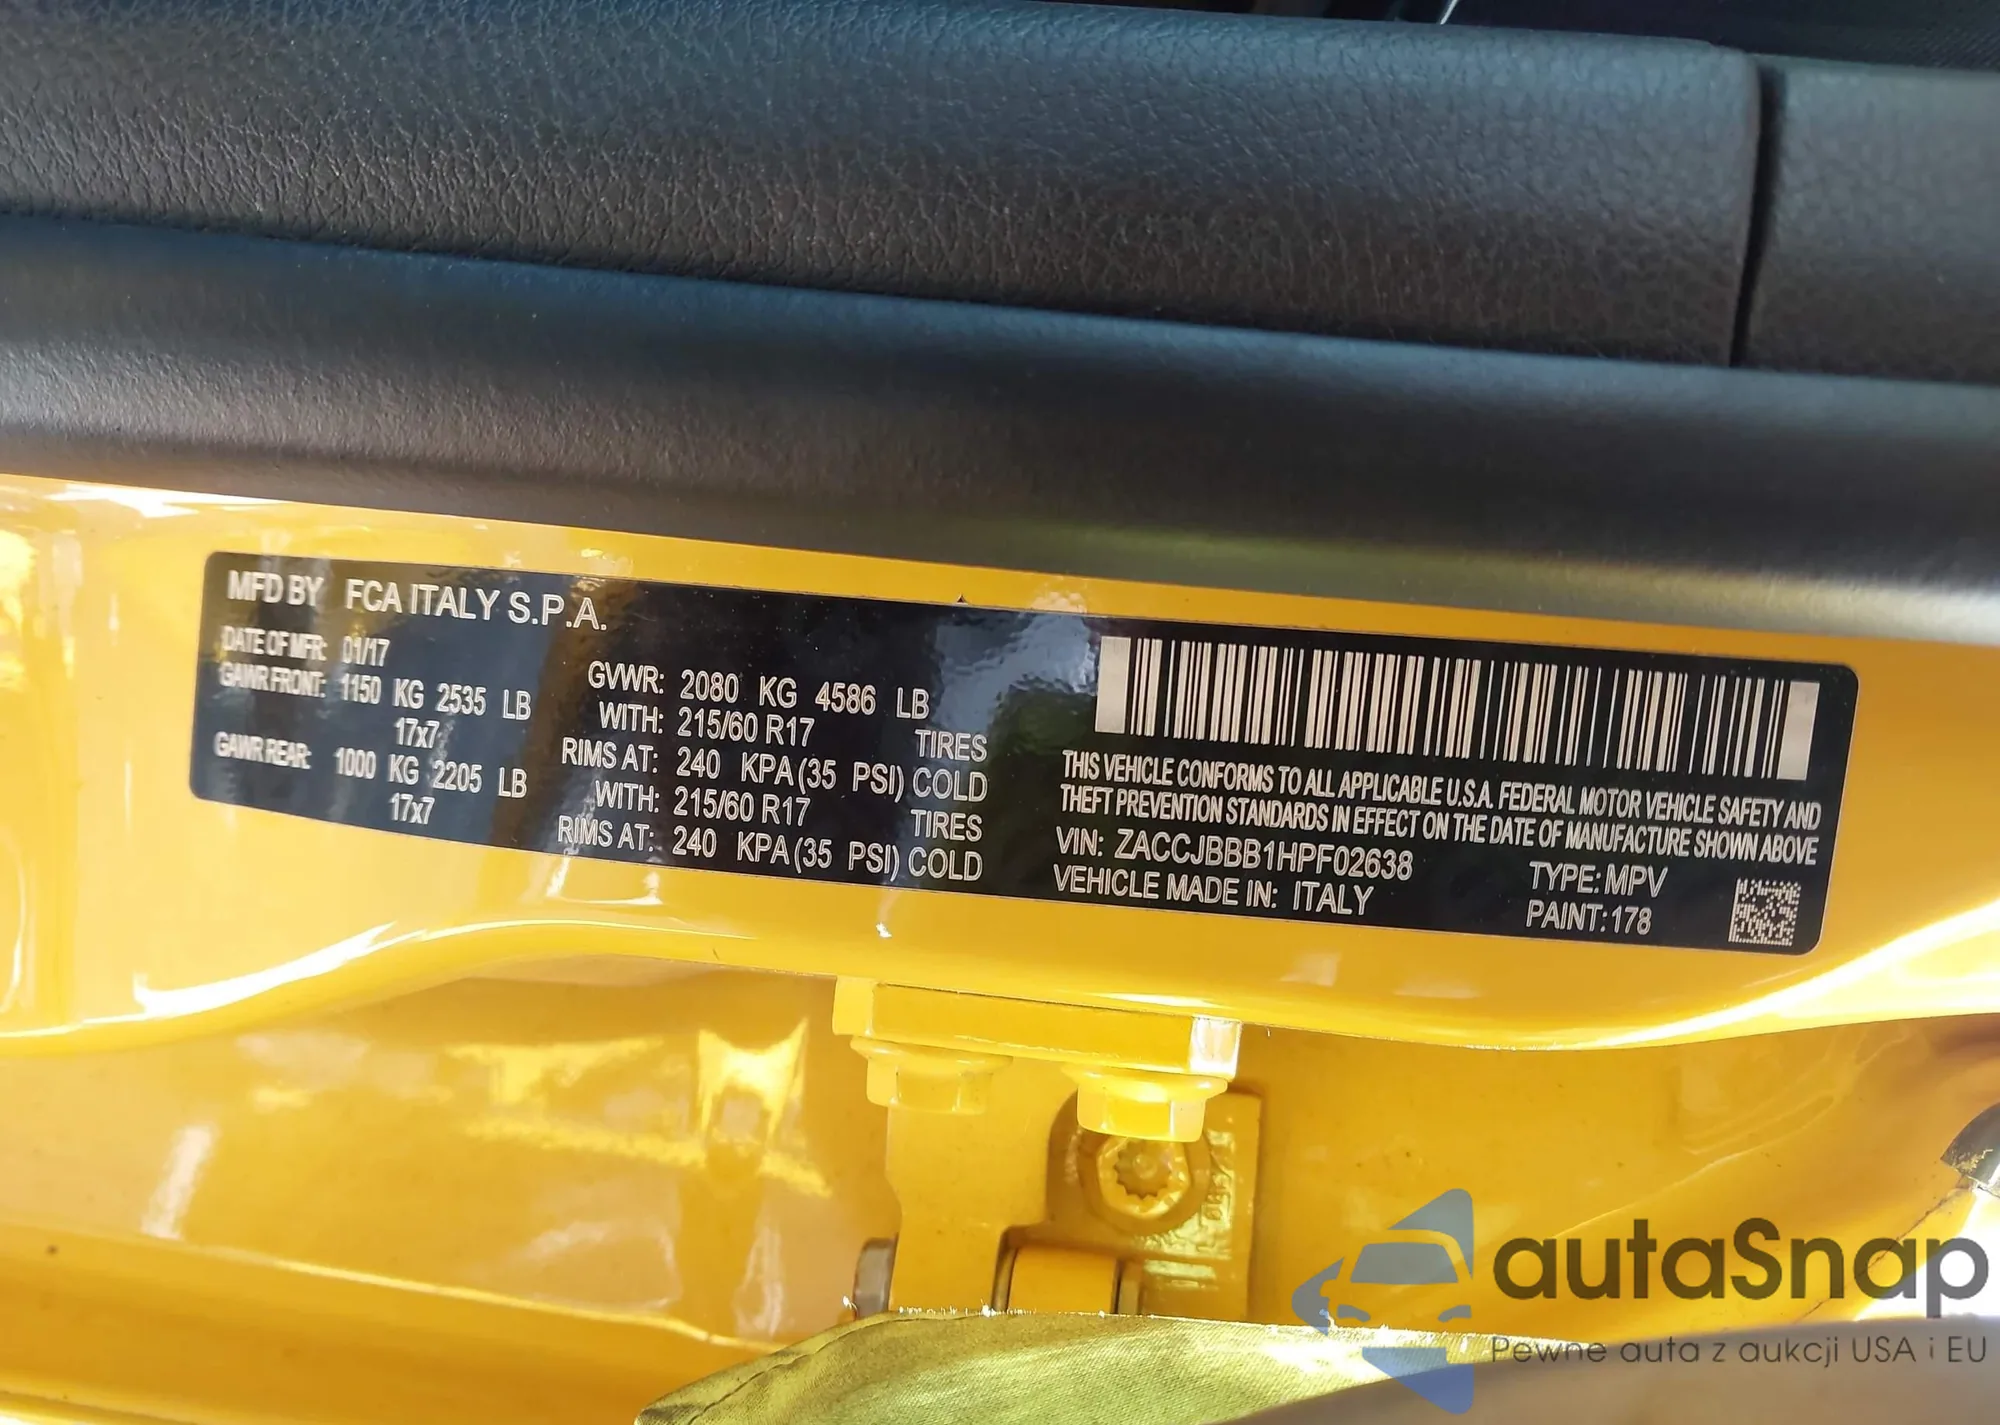 MFD BY FCA ITALY S.P.A.
DATE OF MFR: 01/17
GAWR FRONT: 1150 KG 2535 LB
17x7
GAWR REAR: 1000 KG 2205 LB
17x7
GVWR: 2080 KG 4586 LB
WITH: 215/60 R17 TIRES
RIMS AT: 240 KPA (35 PSI) COLD
WITH: 215/60 R17 TIRES
RIMS AT: 240 KPA (35 PSI) COLD
THIS VEHICLE CONFORMS TO ALL APPLICABLE U.S.A. FEDERAL MOTOR VEHICLE SAFETY AND
THEFT PREVENTION STANDARDS IN EFFECT ON THE DATE OF MANUFACTURE SHOWN ABOVE
VIN: ZACCJBBB1HPF02638 TYPE: MPV
VEHICLE MADE IN: ITALY PAINT: 178
autaSnap
Pewne auta z aukcji USA i EU